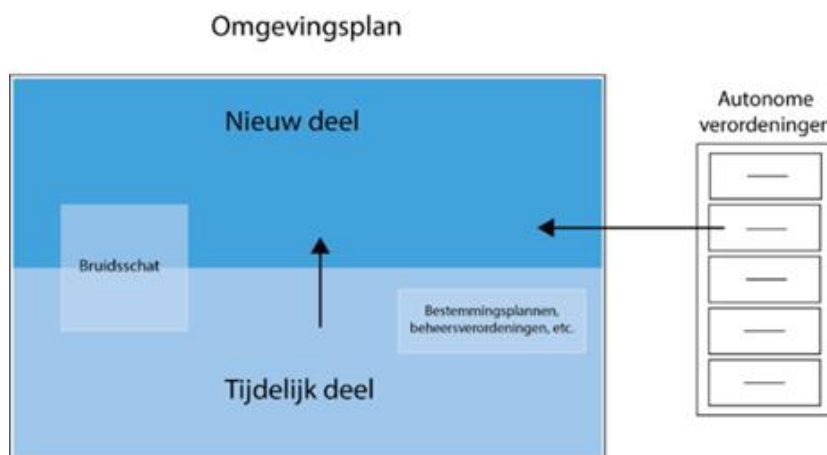 Omgevingsplan
Nieuw deel
Autonome
verordeningen
Bruidsschat
Bestemmingsplannen,
beheersverordeningen, etc.
Tijdelijk deel